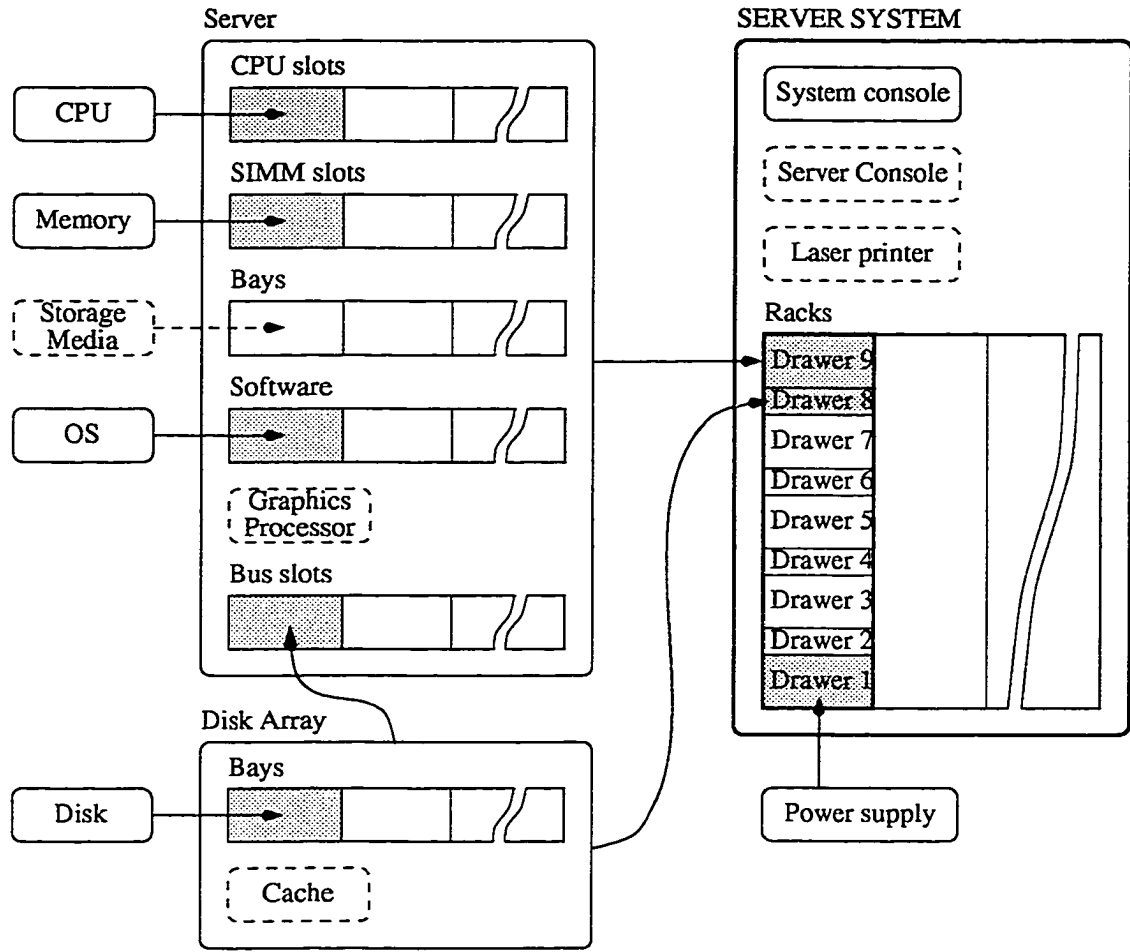 Server
SERVER SYSTEM
CPU slots
CPU
SIMM slots
Memory
Bays
Storage
Media
Software
OS
Graphics
Processor
Bus slots
System console
Server Console
Laser printer
Racks
Drawer 9
Drawer 8
Drawer 7
Drawer 6
Drawer 5
Drawer 4
Drawer 3
Drawer 2
Drawer 1
Disk Array
Bays
Disk
Cache
Power supply